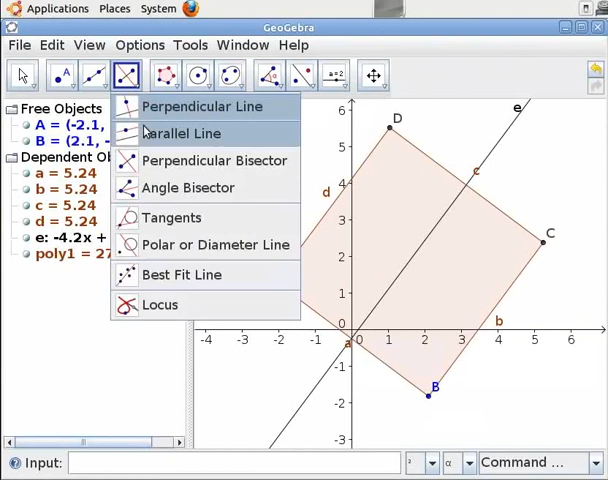 Applications Places System
GeoGebra
File Edit View Options Tools Window Help
A
a=2
Free Objects
A = (-2.1,
B = (2.1, -
Dependent Ob
a = 5.24
b = 5.24
c = 5.24
d = 5.24
e: -4.2x +
poly1 = 27
Perpendicular Line
Parallel Line
Perpendicular Bisector
Angle Bisector
Tangents
Polar or Diameter Line
Best Fit Line
Locus
e
D
c
d
C
b
a
B
6
5
4
3
2
1
0
-1
-2
-3
-4 -3 -2 -1 0 1 2 3 4 5 6
Input:
2
α
Command ...